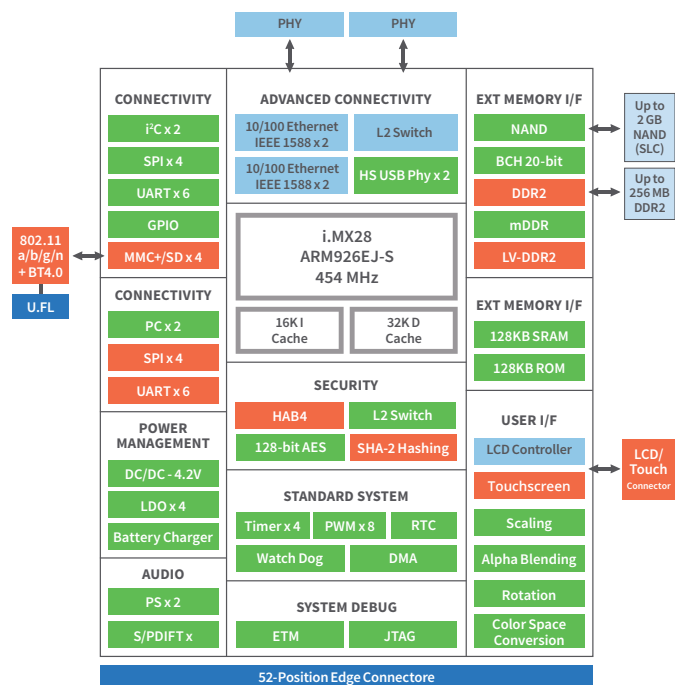 PHY
PHY
CONNECTIVITY
i²C x 2
SPI x 4
UART x 6
GPIO
MMC+/SD x 4
802.11
a/b/g/n
+ BT4.0
U.FL
CONNECTIVITY
PC x 2
SPI x 4
UART x 6
POWER
MANAGEMENT
DC/DC - 4.2V
LDO x 4
Battery Charger
AUDIO
PS x 2
S/PDIFT x
ADVANCED CONNECTIVITY
10/100 Ethernet
IEEE 1588 x 2
L2 Switch
10/100 Ethernet
IEEE 1588 x 2
HS USB Phy x 2
i.MX28
ARM926EJ-S
454 MHz
16K I
Cache
32K D
Cache
SECURITY
HAB4
L2 Switch
128-bit AES
SHA-2 Hashing
STANDARD SYSTEM
Timer x 4
PWM x 8
RTC
Watch Dog
DMA
SYSTEM DEBUG
ETM
JTAG
EXT MEMORY I/F
NAND
BCH 20-bit
DDR2
mDDR
LV-DDR2
Up to
2 GB
NAND
(SLC)
Up to
256 MB
DDR2
EXT MEMORY I/F
128KB SRAM
128KB ROM
USER I/F
LCD Controller
Touchscreen
Scaling
Alpha Blending
Rotation
Color Space
Conversion
LCD/
Touch
Connector
52-Position Edge Connectore